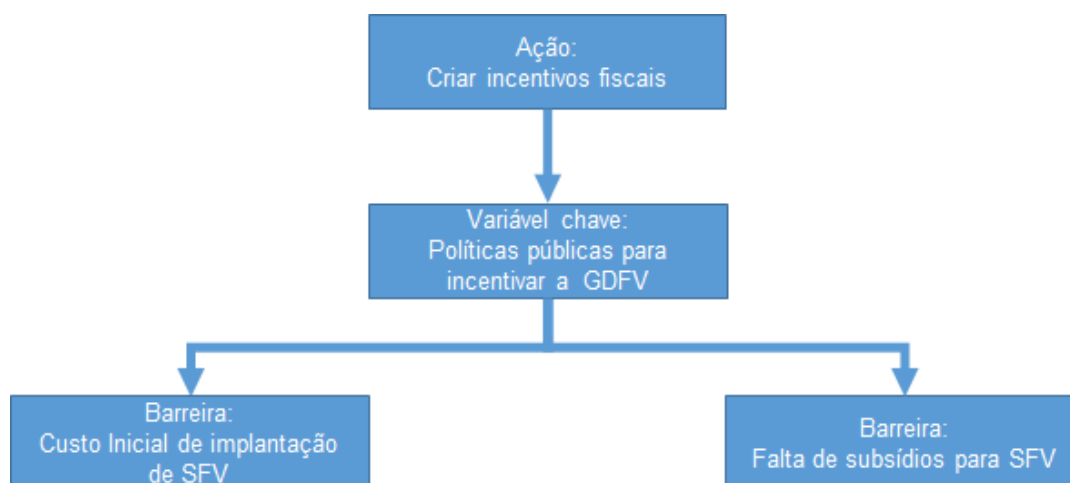 Ação:
Criar incentivos fiscais
Variável chave:
Políticas públicas para
incentivar a GDFV
Barreira:
Custo Inicial de implantação
de SFV
Barreira:
Falta de subsídios para SFV